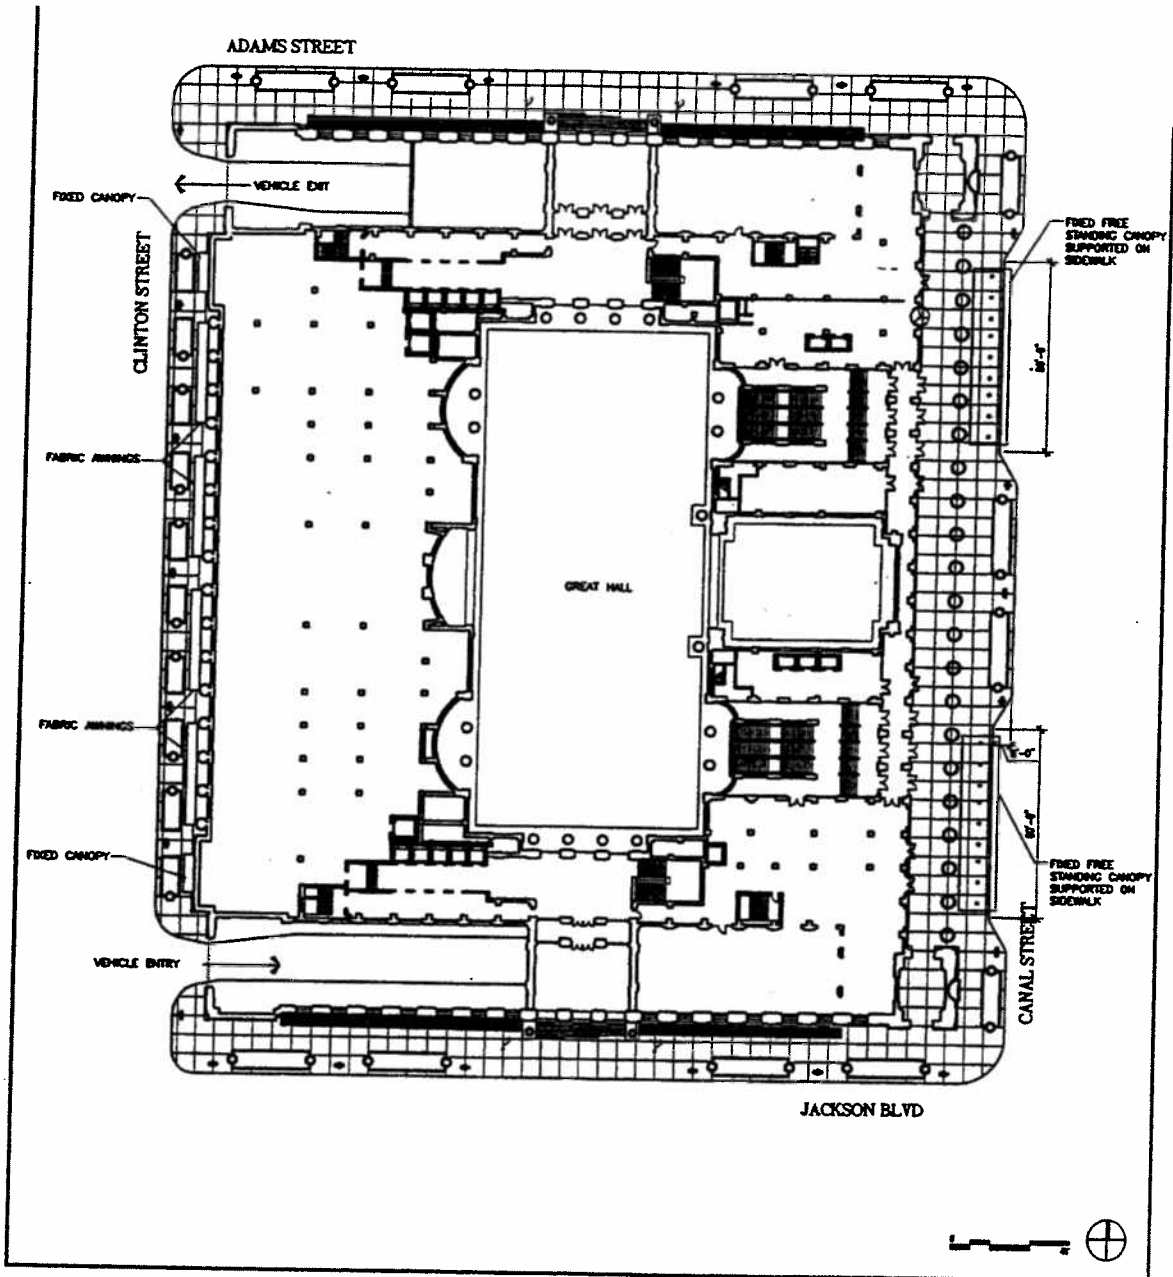 ADAMS STREET
VEHICLE EXIT
FIXED CANOPY
FIXED FREE
STANDING CANOPY
SUPPORTED ON
SIDEWALK
CLINTON STREET
FABRIC AWNINGS
GREAT HALL
FABRIC AWNINGS
FIXED CANOPY
FIXED FREE
STANDING CANOPY
SUPPORTED ON
SIDEWALK
VEHICLE ENTRY
CANAL STREET
JACKSON BLVD